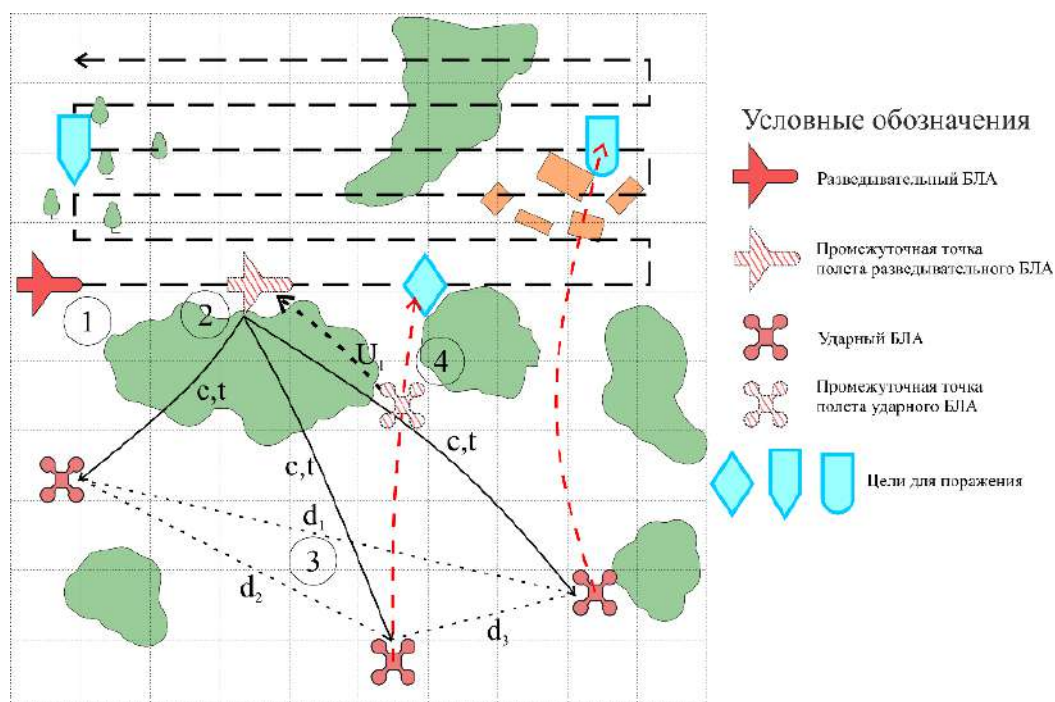 Условные обозначения
Разведывательный БЛА
Промежуточная точка
полета разведывательного БЛА
Ударный БЛА
Промежуточная точка
полета ударного БЛА
Цели для поражения
1
2
U₁
4
c,t
c,t
c,t
d₁
3
d₂
d₃